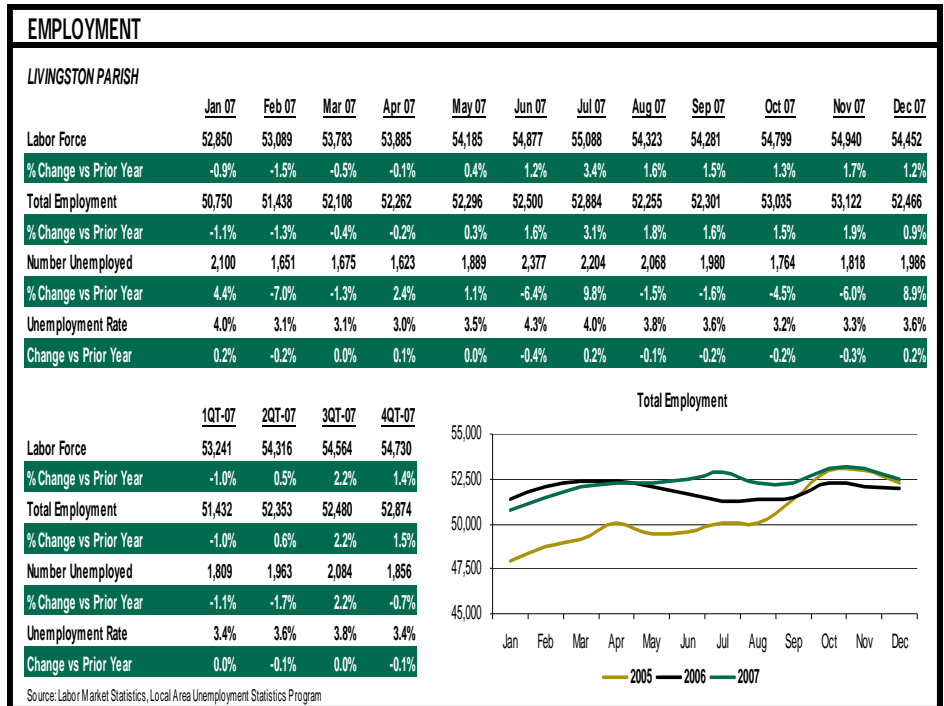 EMPLOYMENT
LIVINGSTON PARISH
Jan 07 Feb 07 Mar 07 Apr 07 May 07 Jun 07 Jul 07 Aug 07 Sep 07 Oct 07 Nov 07 Dec 07
Labor Force 52,850 53,089 53,783 53,885 54,185 54,877 55,088 54,323 54,281 54,799 54,940 54,452
% Change vs Prior Year -0.9% -1.5% -0.5% -0.1% 0.4% 1.2% 3.4% 1.6% 1.5% 1.3% 1.7% 1.2%
Total Employment 50,750 51,438 52,108 52,262 52,296 52,500 52,884 52,255 52,301 53,035 53,122 52,466
% Change vs Prior Year -1.1% -1.3% -0.4% -0.2% 0.3% 1.6% 3.1% 1.8% 1.6% 1.5% 1.9% 0.9%
Number Unemployed 2,100 1,651 1,675 1,623 1,889 2,377 2,204 2,068 1,980 1,764 1,818 1,986
% Change vs Prior Year 4.4% -7.0% -1.3% 2.4% 1.1% -6.4% 9.8% -1.5% -1.6% -4.5% -6.0% 8.9%
Unemployment Rate 4.0% 3.1% 3.1% 3.0% 3.5% 4.3% 4.0% 3.8% 3.6% 3.2% 3.3% 3.6%
Change vs Prior Year 0.2% -0.2% 0.0% 0.1% 0.0% -0.4% 0.2% -0.1% -0.2% -0.2% -0.3% 0.2%
1QT-07 2QT-07 3QT-07 4QT-07
Labor Force 53,241 54,316 54,564 54,730
% Change vs Prior Year -1.0% 0.5% 2.2% 1.4%
Total Employment 51,432 52,353 52,480 52,874
% Change vs Prior Year -1.0% 0.6% 2.2% 1.5%
Number Unemployed 1,809 1,963 2,084 1,856
% Change vs Prior Year -1.1% -1.7% 2.2% -0.7%
Unemployment Rate 3.4% 3.6% 3.8% 3.4%
Change vs Prior Year 0.0% -0.1% 0.0% -0.1%
Source: Labor Market Statistics, Local Area Unemployment Statistics Program
Total Employment
55,000
52,500
50,000
47,500
45,000
Jan Feb Mar Apr May Jun Jul Aug Sep Oct Nov Dec
2005 2006 2007